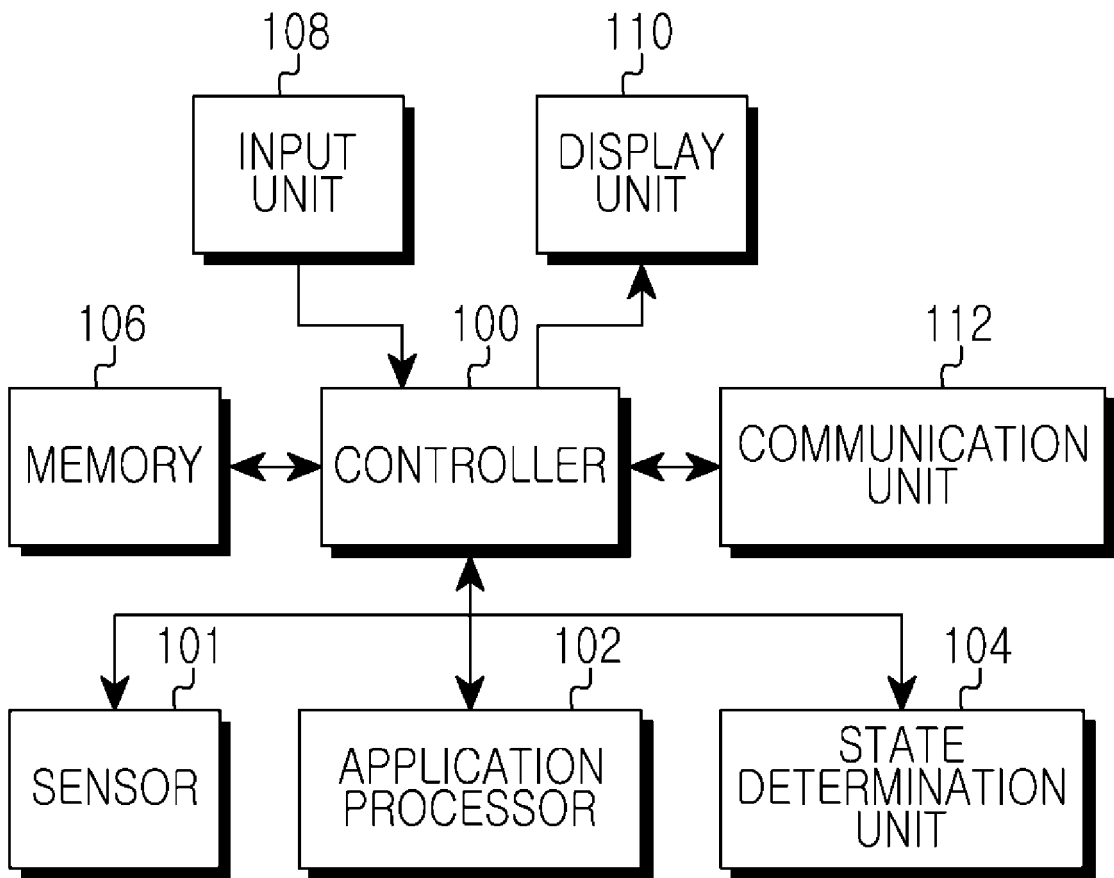 108
110
INPUT
UNIT
DISPLAY
UNIT
106
100
112
MEMORY
CONTROLLER
COMMUNICATION
UNIT
101
102
104
SENSOR
APPLICATION
PROCESSOR
STATE
DETERMINATION
UNIT